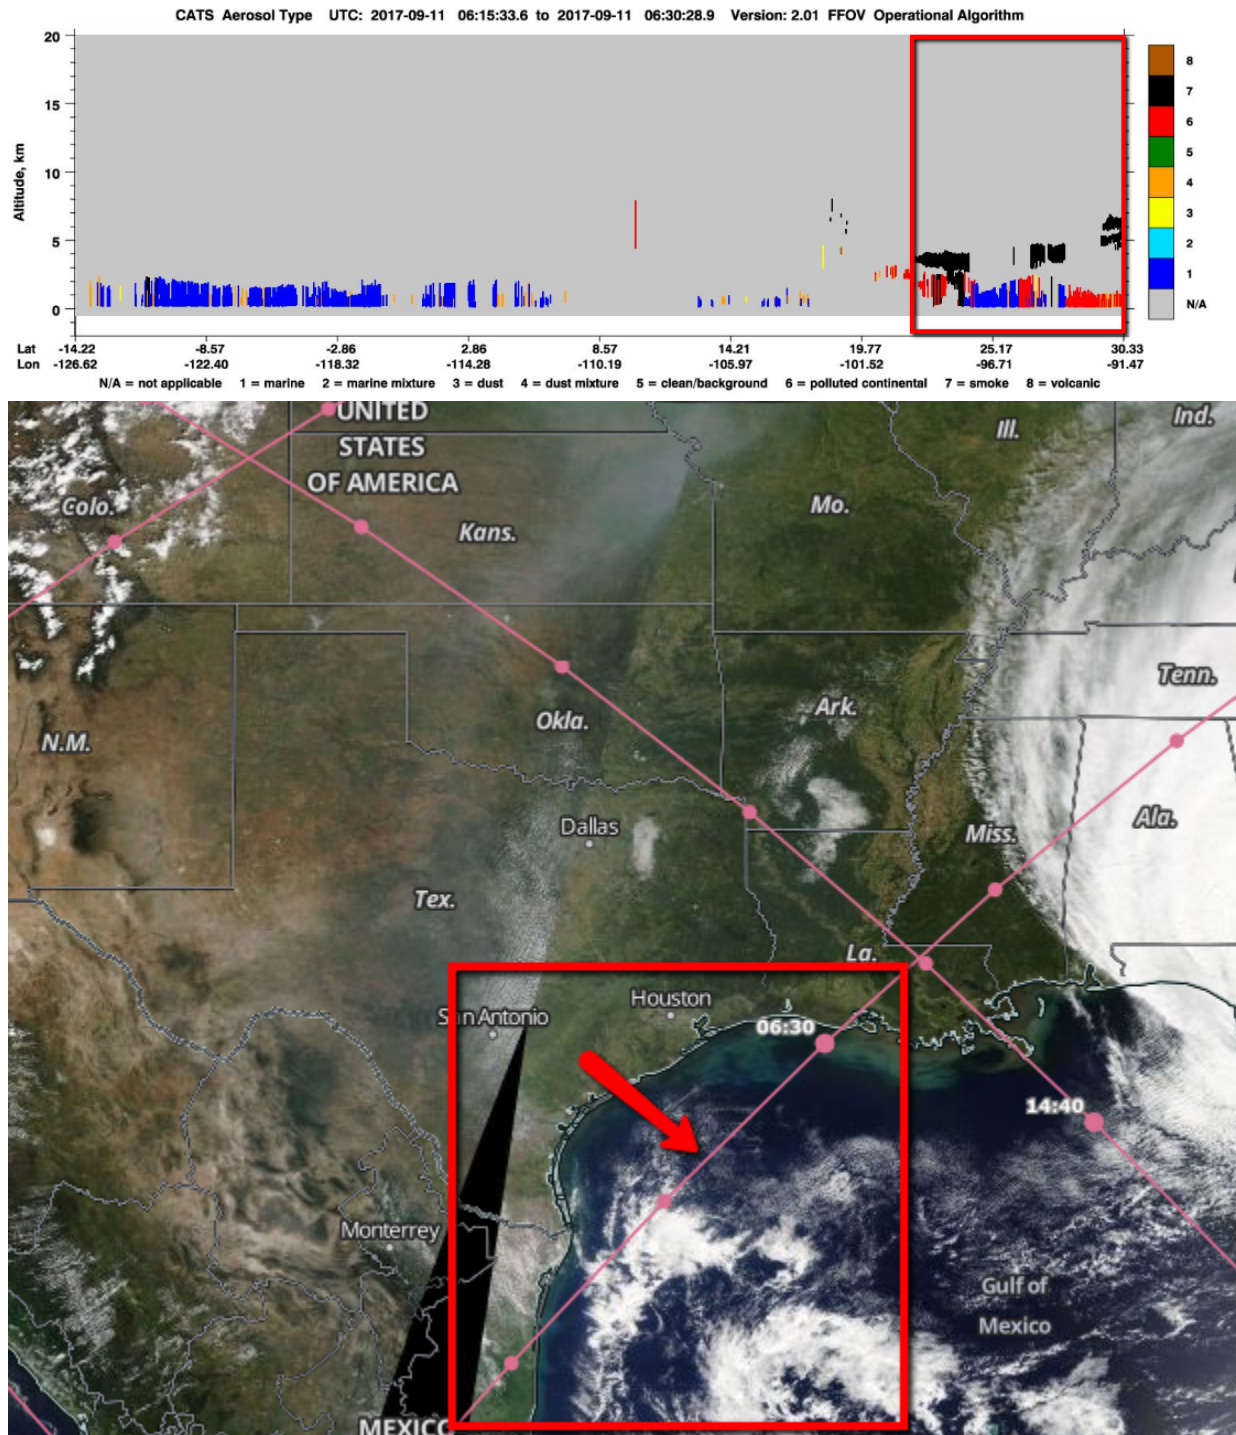 CATS Aerosol Type UTC: 2017-09-11 06:15:33.6 to 2017-09-11 06:30:28.9 Version: 2.01 FFOV Operational Algorithm
20
15
10
5
0
Altitude, km
8
7
6
5
4
3
2
1
N/A
Lat -14.22 -8.57 -2.86 2.86 8.57 14.21 19.77 25.17 30.33
Lon -126.62 -122.40 -118.32 -114.28 -110.19 -105.97 -101.52 -96.71 -91.47
N/A = not applicable 1 = marine 2 = marine mixture 3 = dust 4 = dust mixture 5 = clean/background 6 = polluted continental 7 = smoke 8 = volcanic
UNITED
STATES
OF AMERICA
Ill.
Ind.
Colo.
Kans.
Mo.
Tenn.
N.M.
Okla.
Ark.
Dallas
Miss.
Ala.
Tex.
La.
San Antonio
Houston
06:30
14:40
Monterrey
Gulf of
Mexico
MEXICO